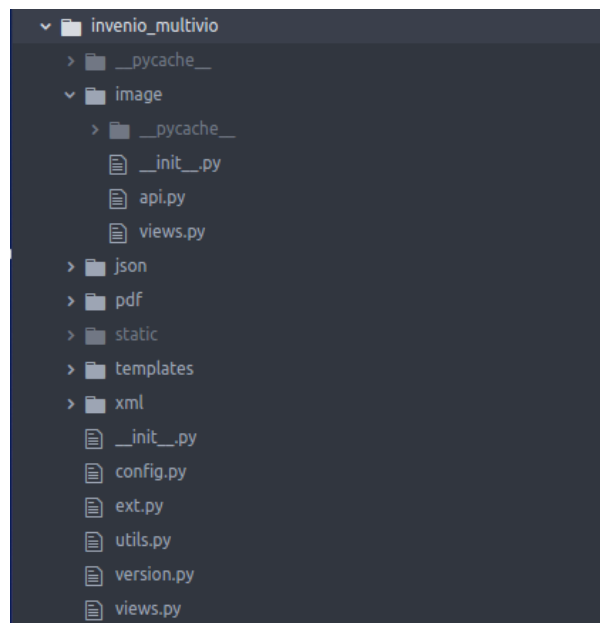 invenio_multivio
__pycache__
image
__pycache__
__init__.py
api.py
views.py
json
pdf
static
templates
xml
__init__.py
config.py
ext.py
utils.py
version.py
views.py